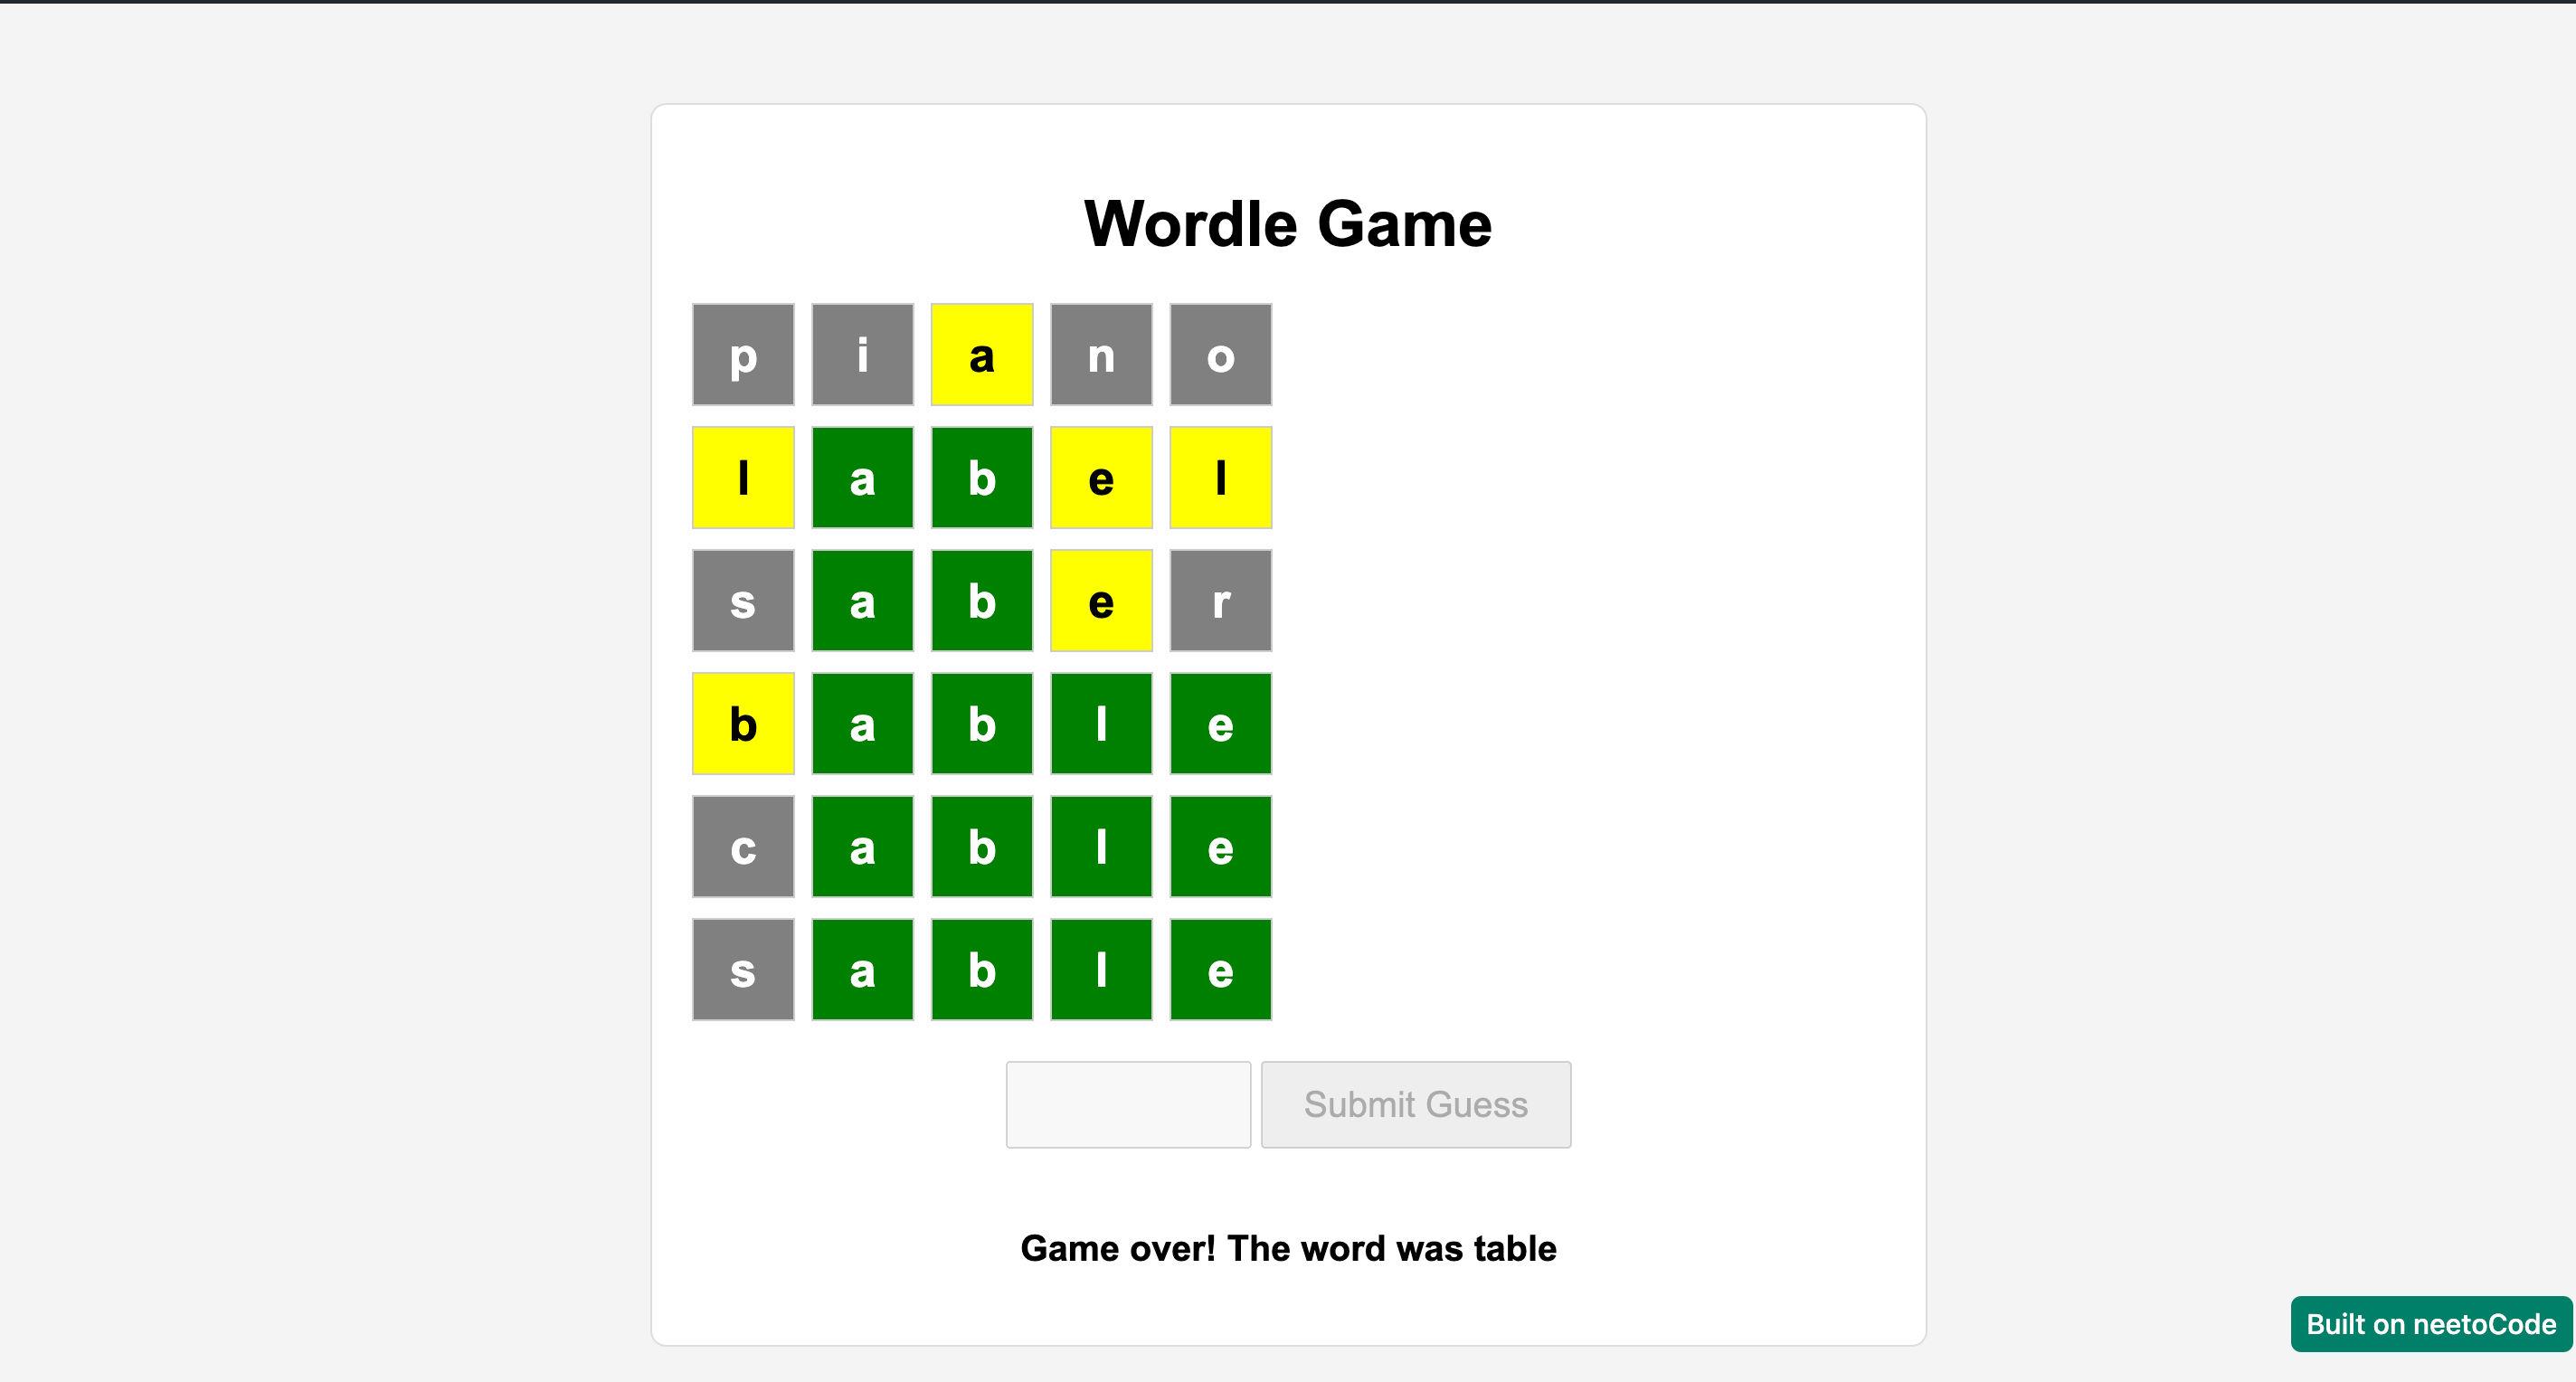 Wordle Game
p i a n o
l a b e l
s a b e r
b a b l e
c a b l e
s a b l e
Submit Guess
Game over! The word was table
Built on neetoCode